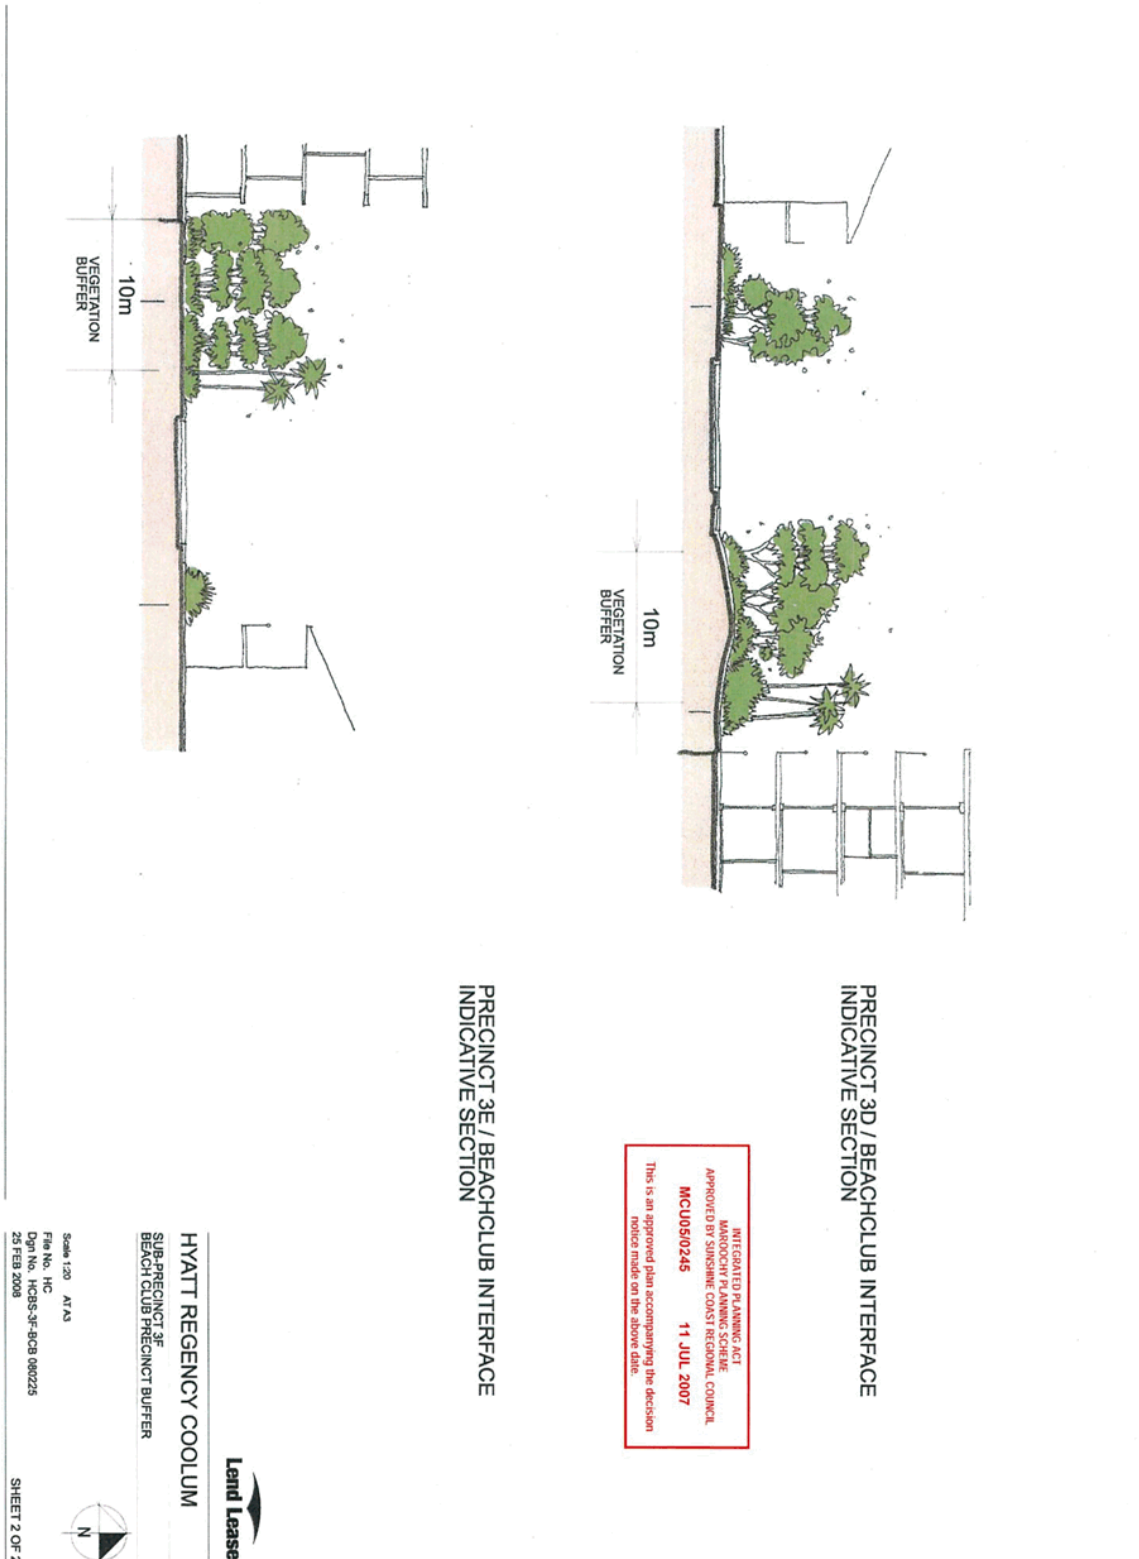 PRECINCT 3D / BEACHCLUB INTERFACE
INDICATIVE SECTION
10m
VEGETATION
BUFFER
INTEGRATED PLANNING ACT
MAROOCHY PLANNING SCHEME
APPROVED BY SUNSHINE COAST REGIONAL COUNCIL
MCU05/0245 11 JUL 2007
This is an approved plan accompanying the decision
notice made on the above date.
PRECINCT 3E / BEACHCLUB INTERFACE
INDICATIVE SECTION
10m
VEGETATION
BUFFER
Lend Lease
HYATT REGENCY COOLUM
SUB-PRECINCT 3F
BEACH CLUB PRECINCT BUFFER
N
Scale 1:20 AT A3
File No. HC
Dgn No. HCBS-3F-BCB 080225
25 FEB 2008
SHEET 2 OF 2